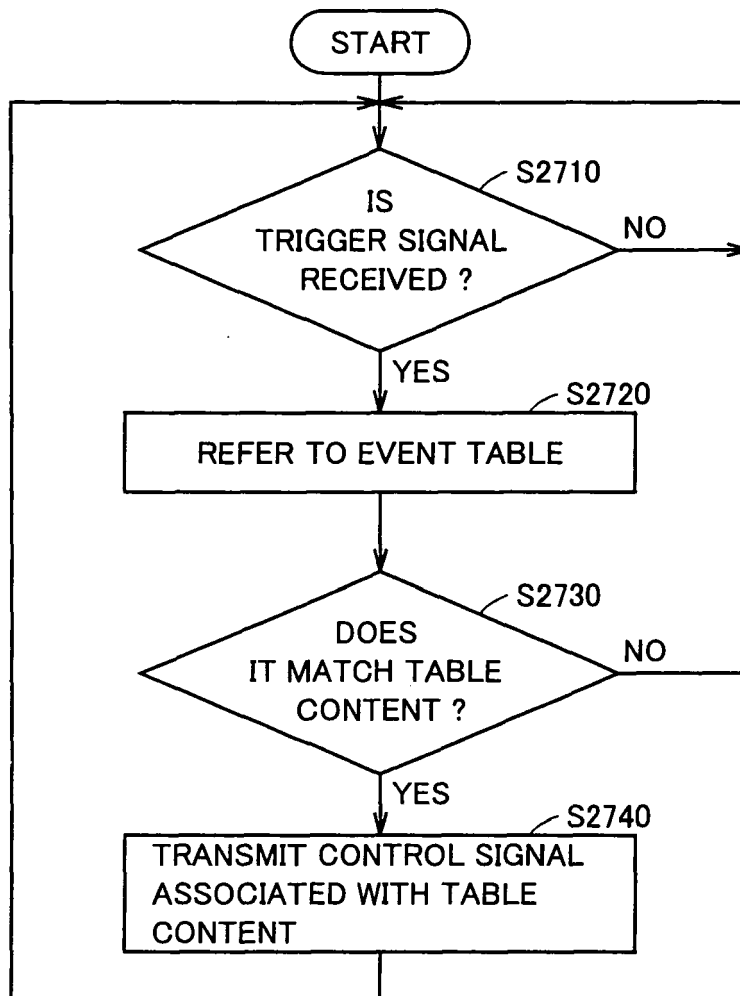 START
S2710
IS
TRIGGER SIGNAL
RECEIVED ?
NO
YES
S2720
REFER TO EVENT TABLE
S2730
DOES
IT MATCH TABLE
CONTENT ?
NO
YES
S2740
TRANSMIT CONTROL SIGNAL
ASSOCIATED WITH TABLE
CONTENT